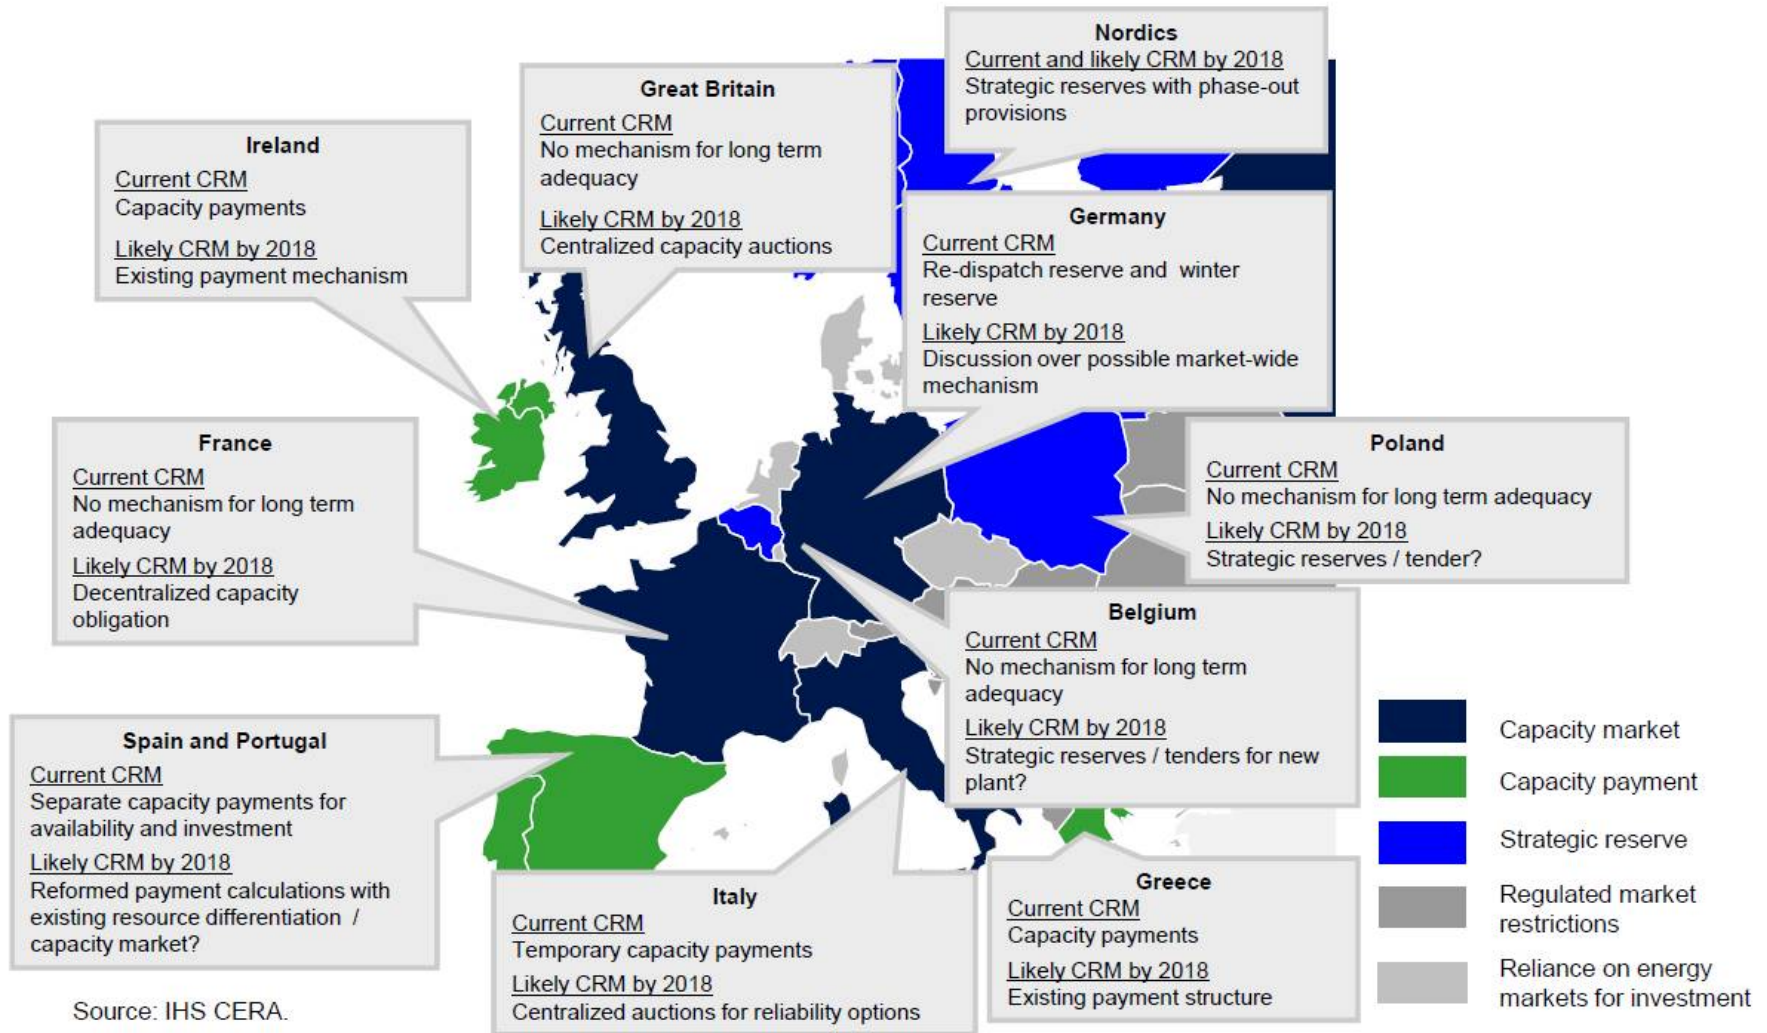 Nordics
Current and likely CRM by 2018
Strategic reserves with phase-out
provisions
Great Britain
Current CRM
No mechanism for long term
adequacy
Likely CRM by 2018
Centralized capacity auctions
Ireland
Current CRM
Capacity payments
Likely CRM by 2018
Existing payment mechanism
Germany
Current CRM
Re-dispatch reserve and winter
reserve
Likely CRM by 2018
Discussion over possible market-wide
mechanism
France
Current CRM
No mechanism for long term
adequacy
Likely CRM by 2018
Decentralized capacity
obligation
Poland
Current CRM
No mechanism for long term adequacy
Likely CRM by 2018
Strategic reserves / tender?
Belgium
Current CRM
No mechanism for long term
adequacy
Likely CRM by 2018
Strategic reserves / tenders for new
plant?
Spain and Portugal
Current CRM
Separate capacity payments for
availability and investment
Likely CRM by 2018
Reformed payment calculations with
existing resource differentiation /
capacity market?
Italy
Current CRM
Temporary capacity payments
Likely CRM by 2018
Centralized auctions for reliability options
Greece
Current CRM
Capacity payments
Likely CRM by 2018
Existing payment structure
Capacity market
Capacity payment
Strategic reserve
Regulated market
restrictions
Reliance on energy
markets for investment
Source: IHS CERA.